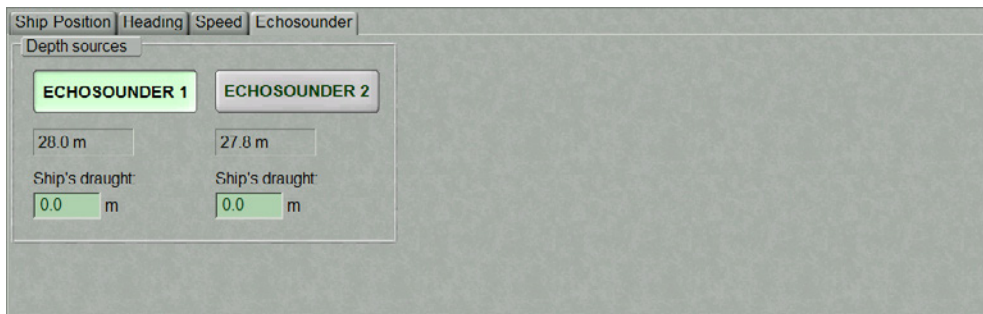 Ship Position Heading Speed Echosounder
Depth sources
ECHOSOUNDER 1 ECHOSOUNDER 2
28.0 m 27.8 m
Ship's draught: Ship's draught:
0.0 m 0.0 m